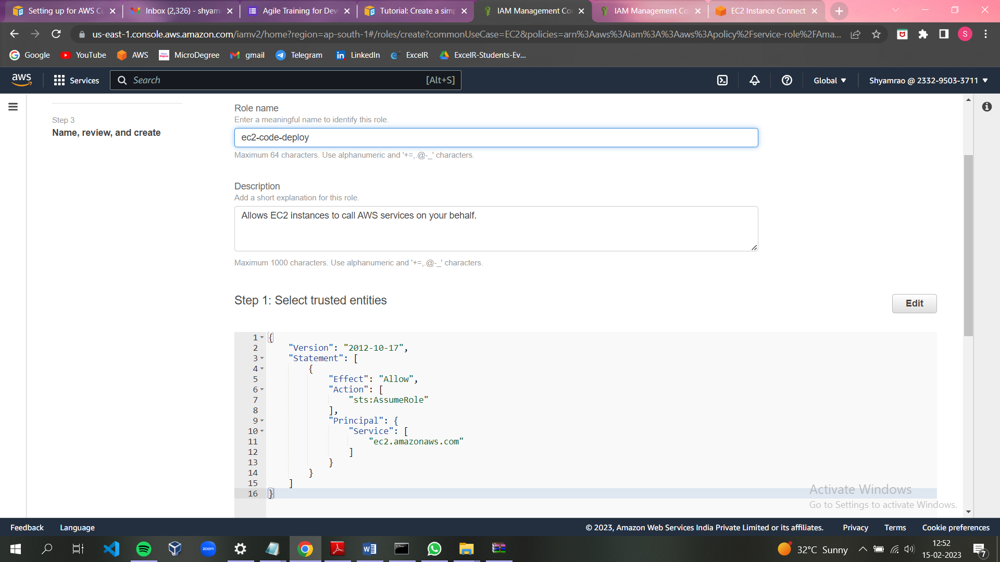 Setting up for AWS Co
Inbox (2,326) - shyam
Agile Training for Dev
Tutorial: Create a sim
IAM Management Co
IAM Management Co
EC2 Instance Connect
us-east-1.console.aws.amazon.com/iamv2/home?region=ap-south-1#/roles/create?commonUseCase=EC2&policies=arn%3Aaws%3Aiam%3A%3Aaws%3Apolicy%2Fservice-role%2FAma...
S
Google
YouTube
AWS
MicroDegree
gmail
Telegram
LinkedIn
ExcelR
ExcelR-Students-Ev...
aws
Services
Search
[Alt+S]
Global
Shyamrao @ 2332-9503-3711
Step 3
Name, review, and create
Role name
Enter a meaningful name to identify this role.
ec2-code-deploy
Maximum 64 characters. Use alphanumeric and '+=,.@-_' characters.
Description
Add a short explanation for this role.
Allows EC2 instances to call AWS services on your behalf.
Maximum 1000 characters. Use alphanumeric and '+=,.@-_' characters.
Step 1: Select trusted entities
Edit
1 {
2 "Version": "2012-10-17",
3 "Statement": [
4 {
5 "Effect": "Allow",
6 "Action": [
7 "sts:AssumeRole"
8 ],
9 "Principal": {
10 "Service": [
11 "ec2.amazonaws.com"
12 ]
13 }
14 }
15 ]
16 }
Activate Windows
Go to Settings to activate Windows.
Feedback
Language
© 2023, Amazon Web Services India Private Limited or its affiliates.
Privacy
Terms
Cookie preferences
zoom
32°C Sunny
12:52
15-02-2023
7